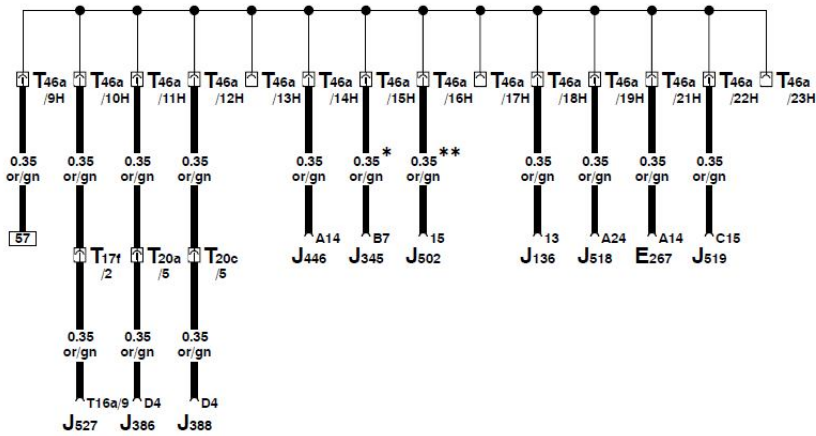 T46a /9H T46a /10H T46a /11H T46a /12H T46a /13H T46a /14H T46a /15H T46a /16H T46a /17H T46a /18H T46a /19H T46a /21H T46a /22H T46a /23H
0.35 0.35 0.35 0.35 0.35 0.35* 0.35** 0.35 0.35 0.35 0.35
or/gn or/gn or/gn or/gn or/gn or/gn or/gn or/gn or/gn or/gn or/gn
57 A14 B7 15 13 A24 A14 C15
J446 J345 J502 J136 J518 E267 J519
T17f /2 T20a /5 T20c /5
0.35 0.35 0.35
or/gn or/gn or/gn
T16a/9 D4 D4
J527 J386 J388